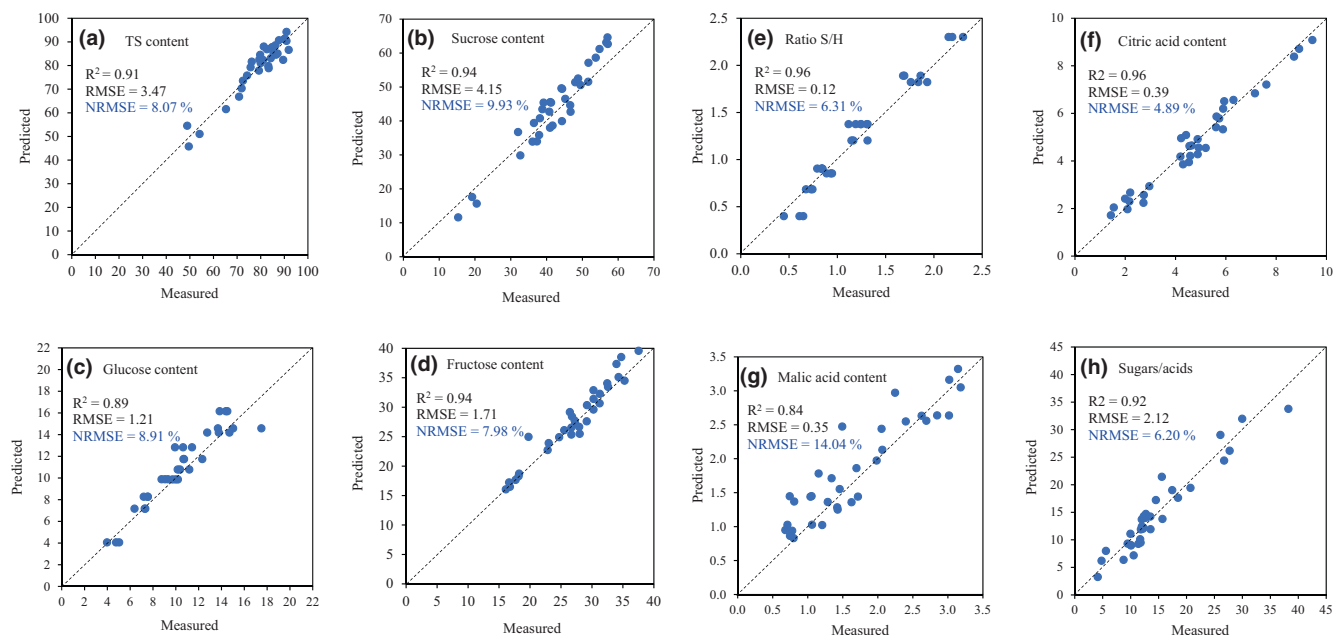 (a) TS content
R² = 0.91
RMSE = 3.47
NRMSE = 8.07 %
Predicted
100
90
80
70
60
50
40
30
20
10
0
0 10 20 30 40 50 60 70 80 90 100
Measured
(b) Sucrose content
R² = 0.94
RMSE = 4.15
NRMSE = 9.93 %
Predicted
70
60
50
40
30
20
10
0
0 10 20 30 40 50 60 70
Measured
(e) Ratio S/H
R² = 0.96
RMSE = 0.12
NRMSE = 6.31 %
Predicted
2.5
2.0
1.5
1.0
0.5
0.0
0.0 0.5 1.0 1.5 2.0 2.5
Measured
(f) Citric acid content
R2 = 0.96
RMSE = 0.39
NRMSE = 4.89 %
Predicted
10
8
6
4
2
0
0 2 4 6 8 10
Measured
(c) Glucose content
R² = 0.89
RMSE = 1.21
NRMSE = 8.91 %
Predicted
22
20
18
16
14
12
10
8
6
4
2
0
0 2 4 6 8 10 12 14 16 18 20 22
Measured
(d) Fructose content
R² = 0.94
RMSE = 1.71
NRMSE = 7.98 %
Predicted
40
35
30
25
20
15
10
5
0
0 5 10 15 20 25 30 35 40
Measured
(g) Malic acid content
R² = 0.84
RMSE = 0.35
NRMSE = 14.04 %
Predicted
3.5
3.0
2.5
2.0
1.5
1.0
0.5
0.0
0.0 0.5 1.0 1.5 2.0 2.5 3.0 3.5
Measured
(h) Sugars/acids
R² = 0.92
RMSE = 2.12
NRMSE = 6.20 %
Predicted
45
40
35
30
25
20
15
10
5
0
0 5 10 15 20 25 30 35 40 45
Measured